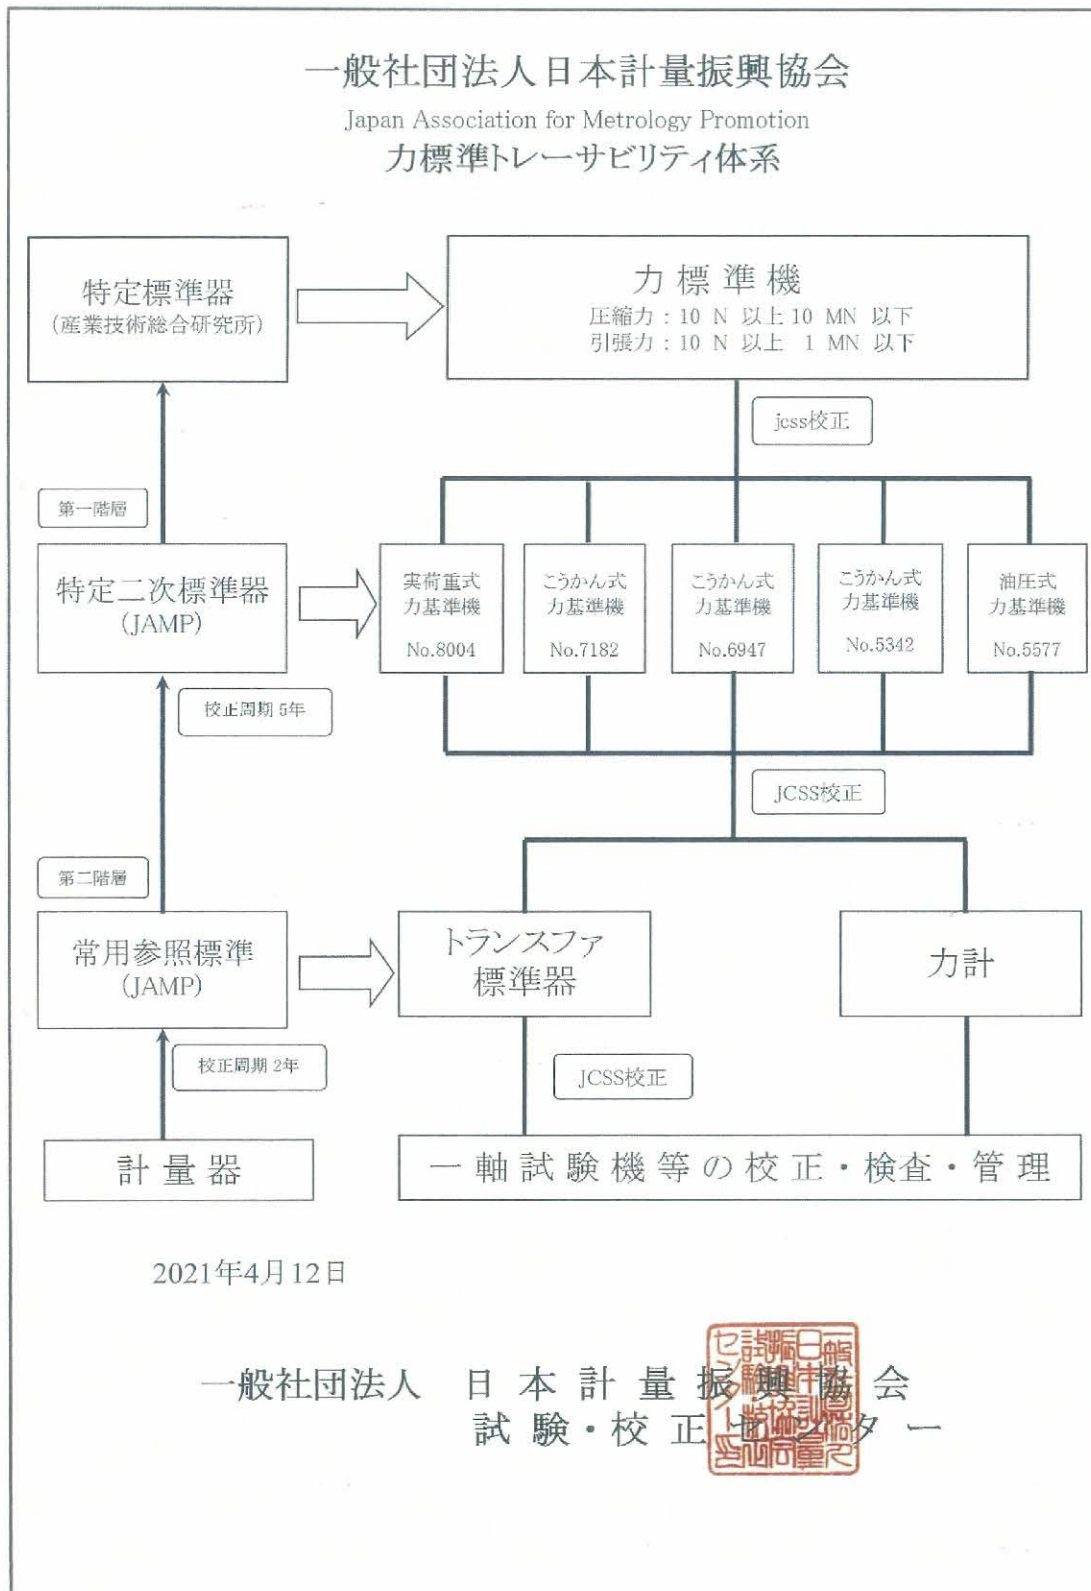 一般社団法人日本計量振興協会
Japan Association for Metrology Promotion
力標準トレーサビリティ体系
特定標準器
(産業技術総合研究所)
力 標 準 機
圧縮力：10 N 以上 10 MN 以下
引張力：10 N 以上 1 MN 以下
jcss校正
第一階層
特定二次標準器
(JAMP)
実荷重式
力基準機
No.8004
こうかん式
力基準機
No.7182
こうかん式
力基準機
No.6947
こうかん式
力基準機
No.5342
油圧式
力基準機
No.5577
校正周期 5年
JCSS校正
第二階層
常用参照標準
(JAMP)
トランスファ
標準器
力計
校正周期 2年
JCSS校正
計 量 器
一 軸 試 験 機 等 の 校 正 ・ 検 査 ・ 管 理
2021年4月12日
一般社団法人 日 本 計 量 振 興 協 会
試 験 ・ 校 正 セ ン タ ー